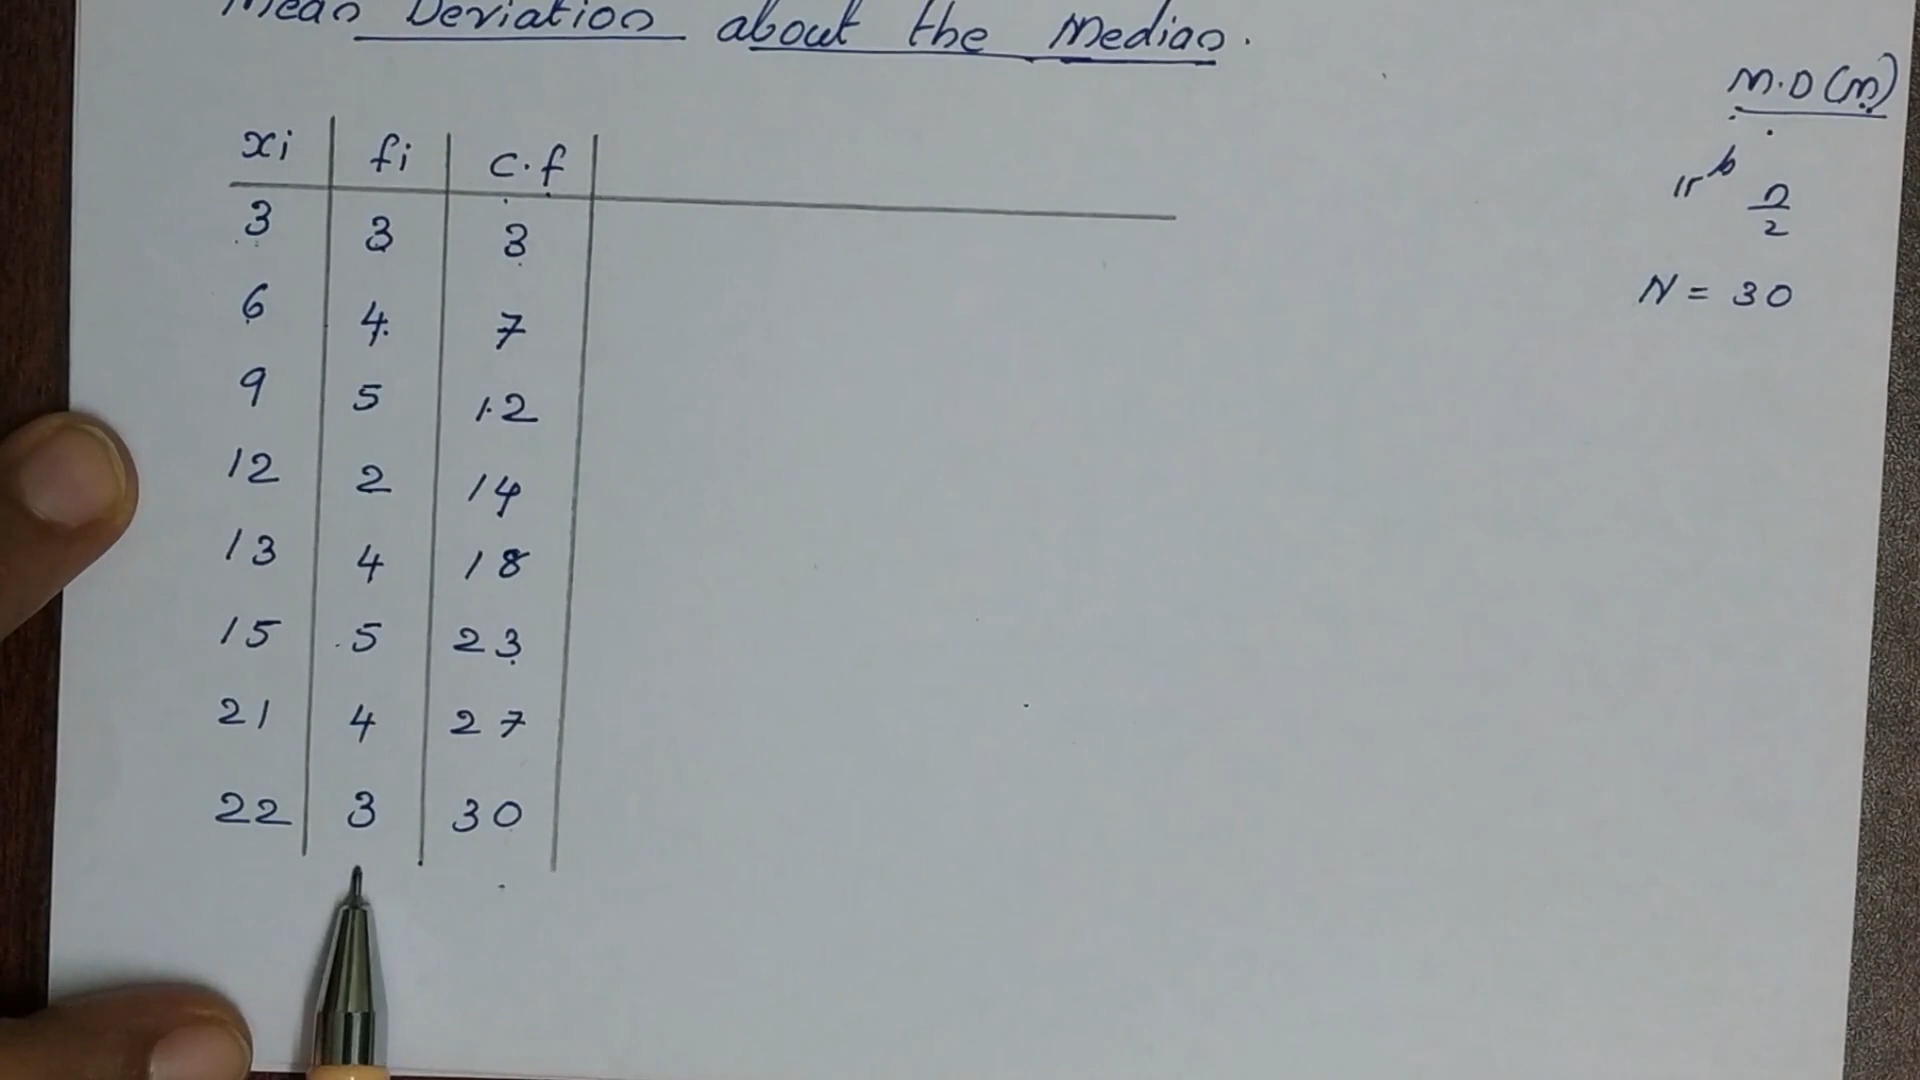 Mean Deviation about the Median.
M.D(M)
n/2
N = 30
xi fi c.f
3 3 3
6 4 7
9 5 12
12 2 14
13 4 18
15 5 23
21 4 27
22 3 30